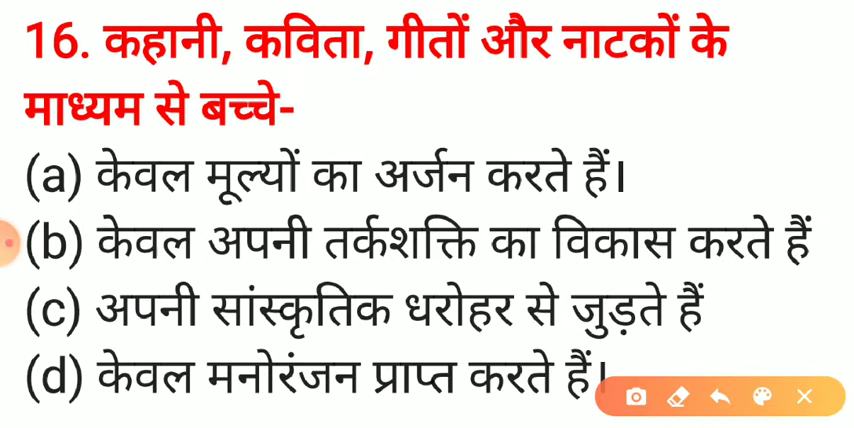 16. कहानी, कविता, गीतों और नाटकों के
माध्यम से बच्चे-
(a) केवल मूल्यों का अर्जन करते हैं।
(b) केवल अपनी तर्कशक्ति का विकास करते हैं
(c) अपनी सांस्कृतिक धरोहर से जुड़ते हैं
(d) केवल मनोरंजन प्राप्त करते हैं।